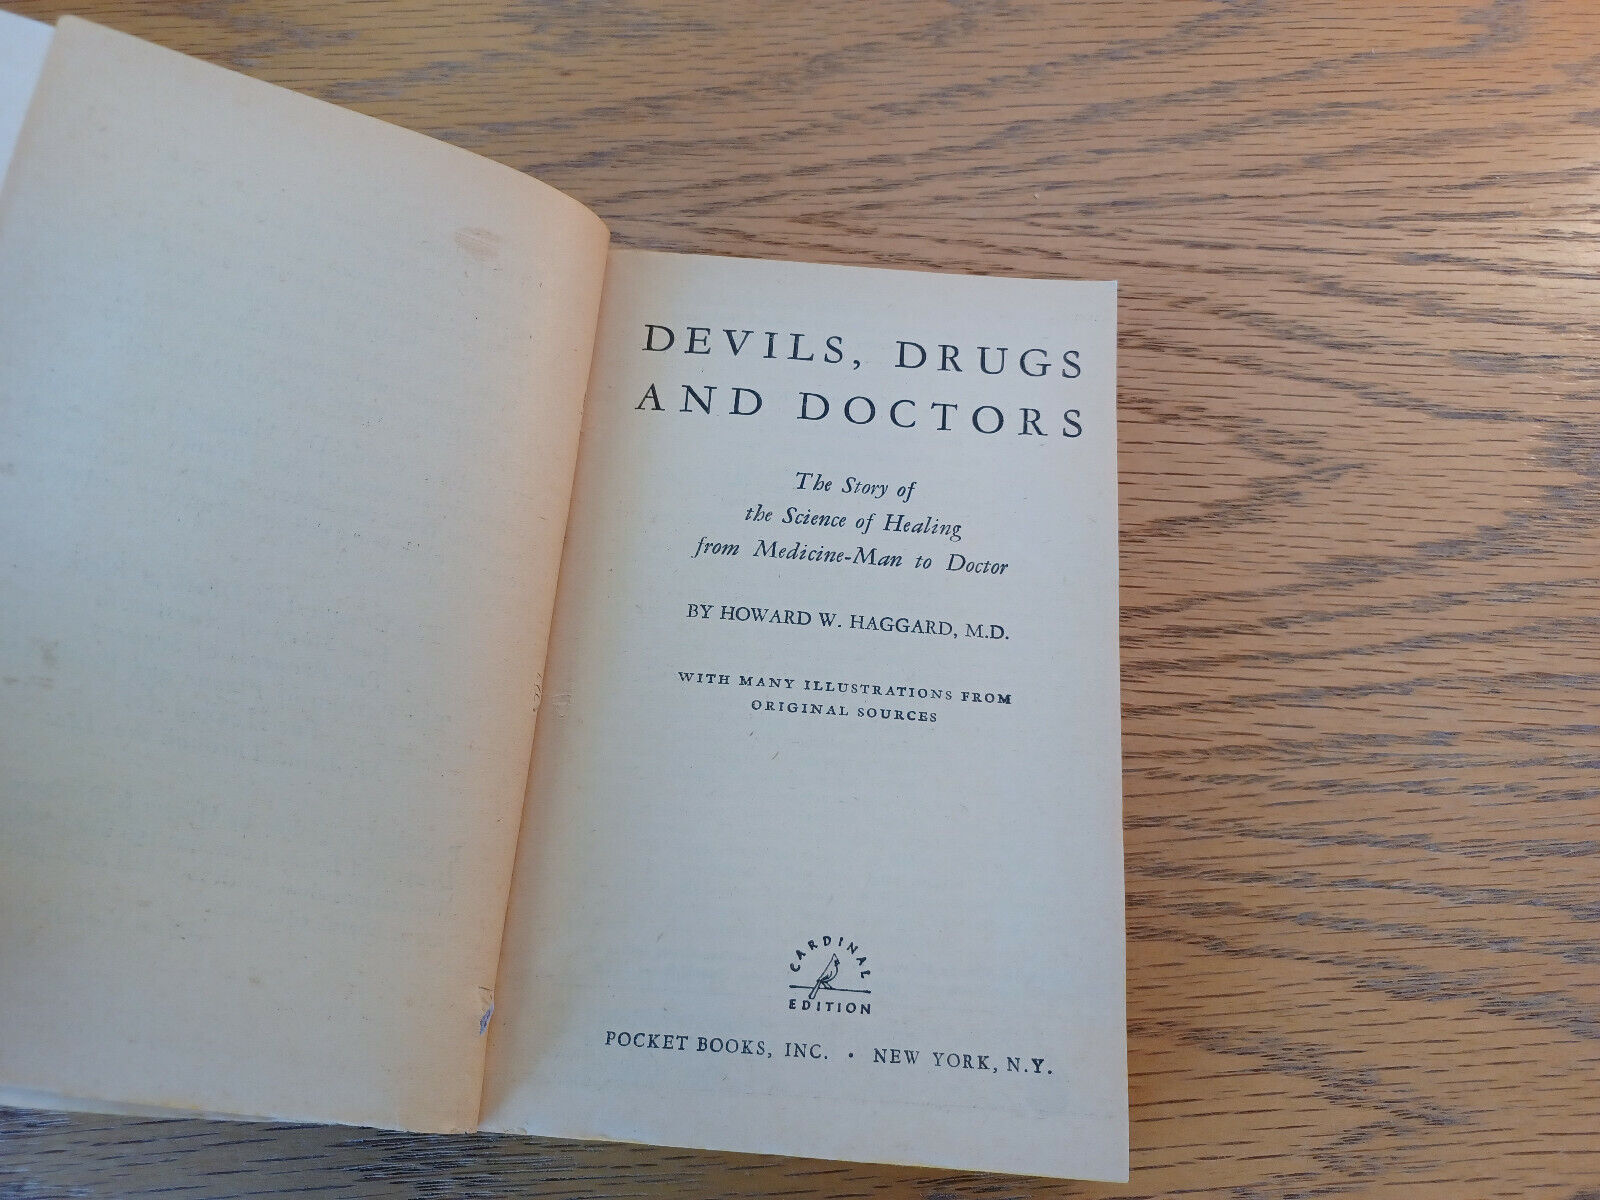 DEVILS, DRUGS
AND DOCTORS
The Story of
the Science of Healing
from Medicine-Man to Doctor
BY HOWARD W. HAGGARD, M.D.
WITH MANY ILLUSTRATIONS FROM
ORIGINAL SOURCES
CARDINAL
EDITION
POCKET BOOKS, INC. • NEW YORK, N.Y.